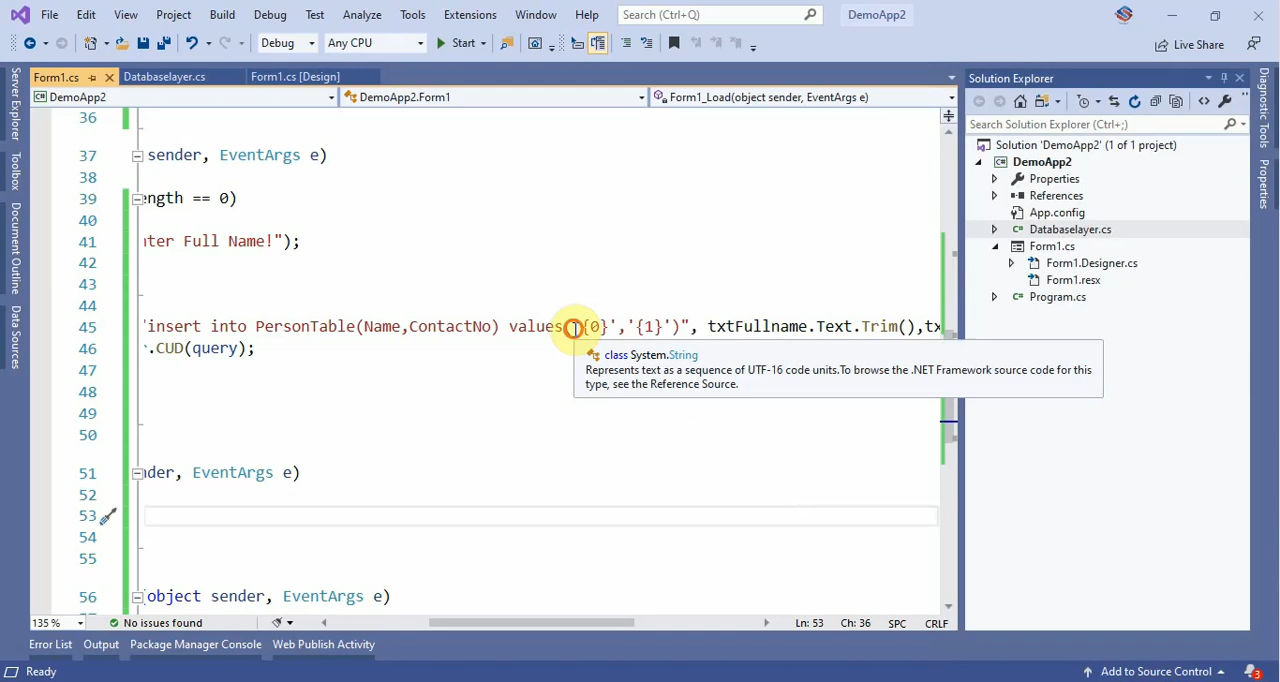 File Edit View Project Build Debug Test Analyze Tools Extensions Window Help Search (Ctrl+Q) DemoApp2
Debug Any CPU Start Live Share
Form1.cs Databaselayer.cs Form1.cs [Design] Solution Explorer
DemoApp2 DemoApp2.Form1 Form1_Load(object sender, EventArgs e)
Search Solution Explorer (Ctrl+;)
Solution 'DemoApp2' (1 of 1 project)
DemoApp2
Properties
References
App.config
Databaselayer.cs
Form1.cs
Form1.Designer.cs
Form1.resx
Program.cs
Server Explorer
Toolbox
Document Outline
Data Sources
Diagnostic Tools
Properties
36
37 sender, EventArgs e)
38
39 ength == 0)
40
41 nter Full Name!");
42
43
44
45 "insert into PersonTable(Name,ContactNo) values {0}','{1}')", txtFullname.Text.Trim(),tx
46 .CUD(query);
47
48
49
50
51 nder, EventArgs e)
52
53
54
55
56 (object sender, EventArgs e)
class System.String
Represents text as a sequence of UTF-16 code units.To browse the .NET Framework source code for this
type, see the Reference Source.
135 % No issues found Ln: 53 Ch: 36 SPC CRLF
Error List Output Package Manager Console Web Publish Activity
Ready Add to Source Control 3